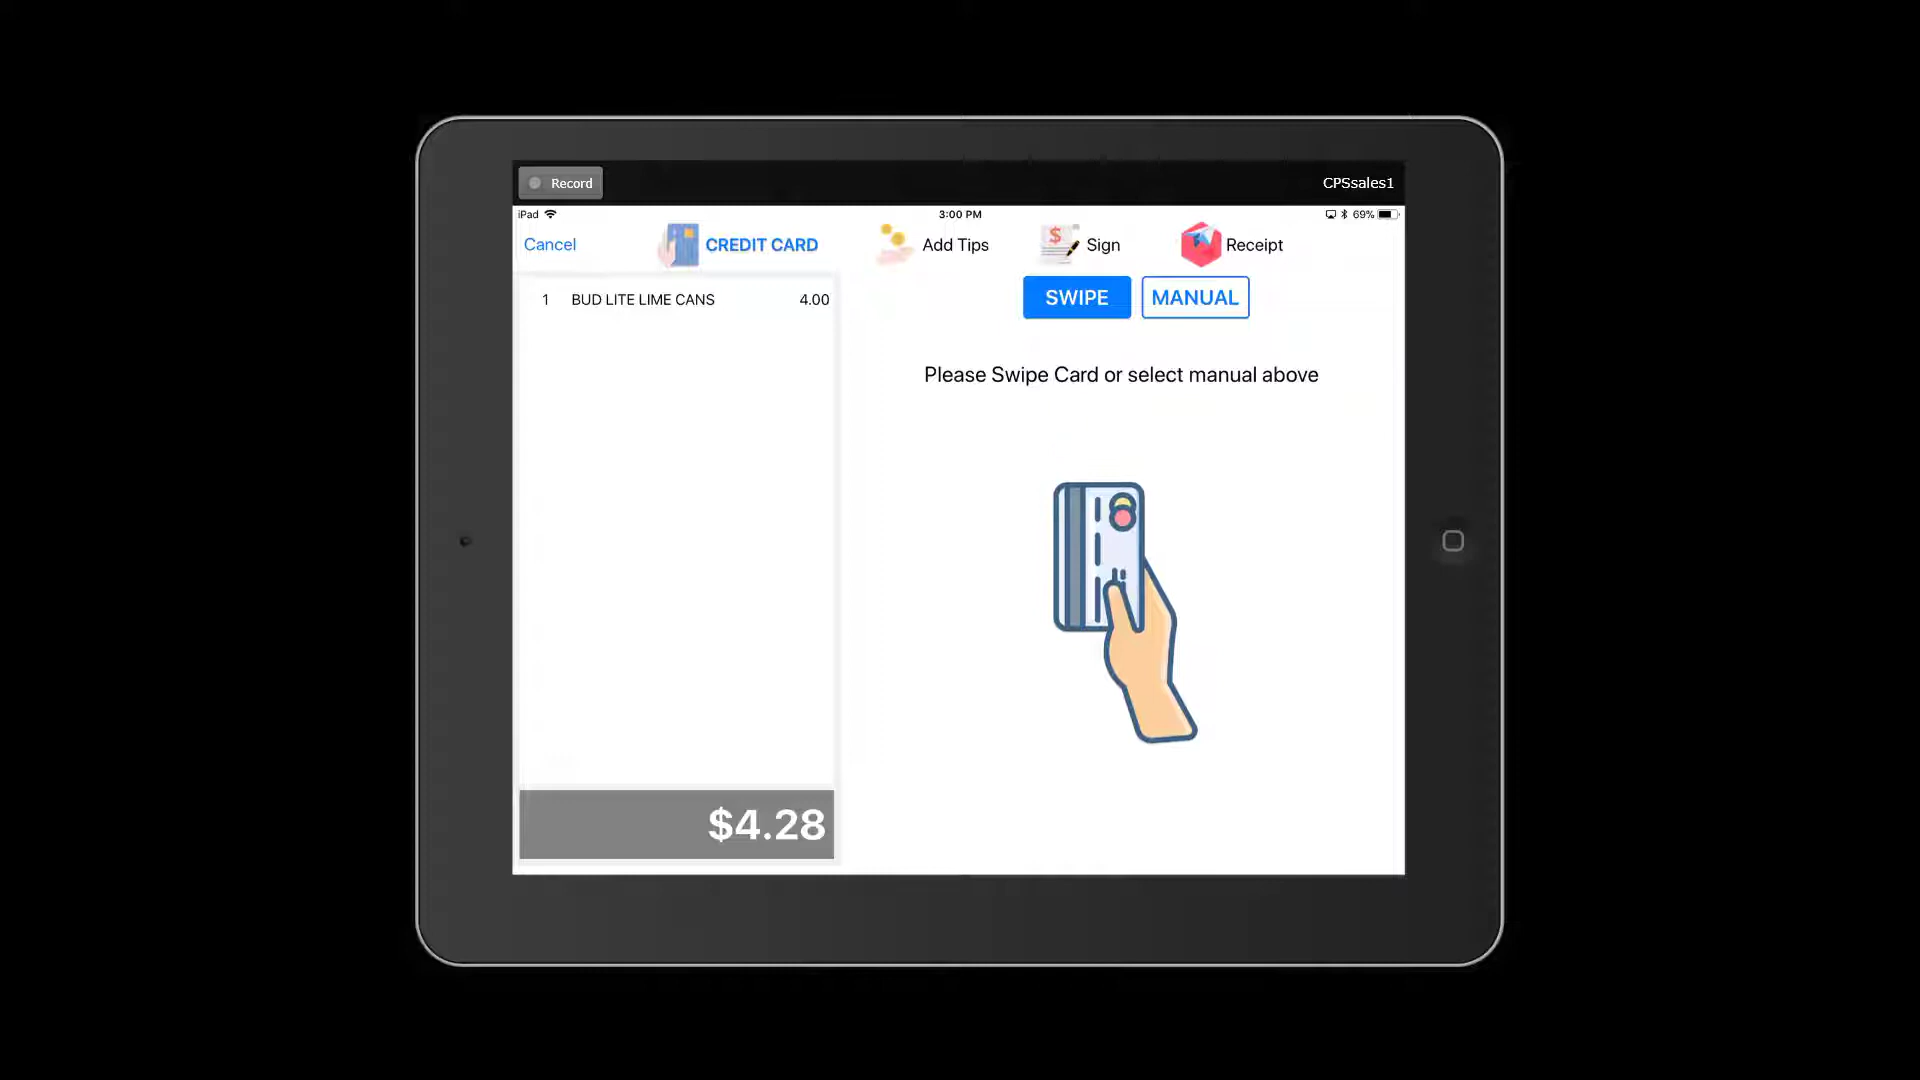 Record
CPSsales1
iPad
3:00 PM
69%
Cancel
CREDIT CARD
Add Tips
Sign
Receipt
1 BUD LITE LIME CANS 4.00
SWIPE
MANUAL
Please Swipe Card or select manual above
$4.28